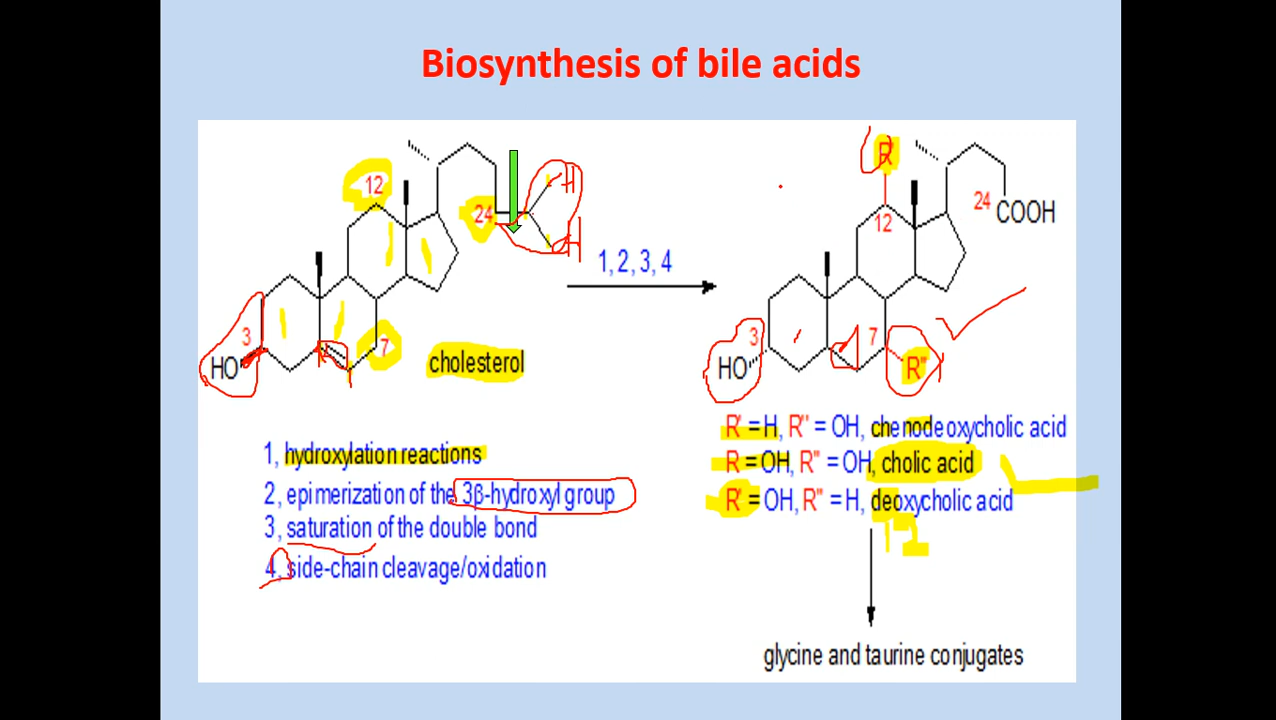 Biosynthesis of bile acids
12
24
3
HO
7
cholesterol
H
H
1, 2, 3, 4
R
12
24
COOH
3
HO
7
R"
1, hydroxylation reactions
2, epimerization of the 3β-hydroxyl group
3, saturation of the double bond
4, side-chain cleavage/oxidation
R' = H, R" = OH, chenodeoxycholic acid
R = OH, R" = OH, cholic acid
R' = OH, R" = H, deoxycholic acid
12
glycine and taurine conjugates